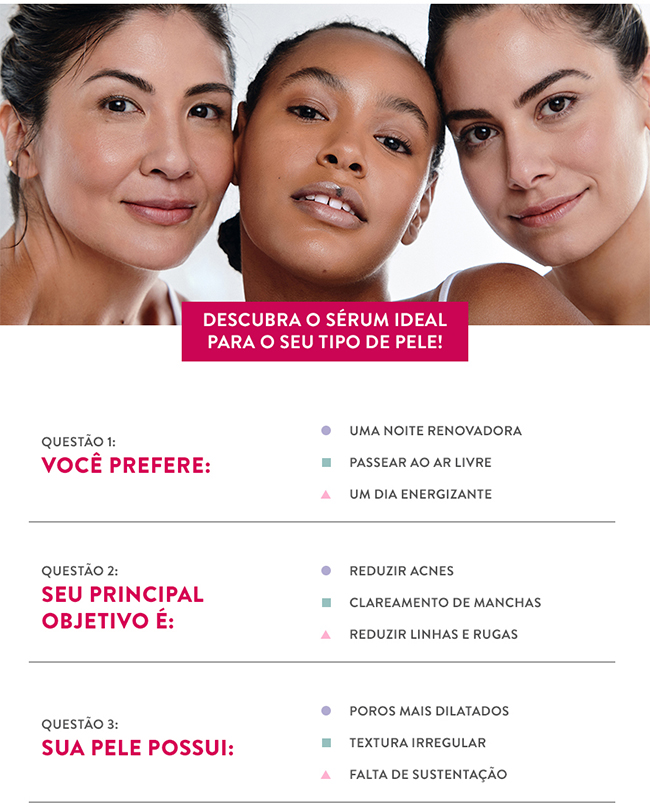 DESCUBRA O SÉRUM IDEAL
PARA O SEU TIPO DE PELE!
QUESTÃO 1:
VOCÊ PREFERE:
UMA NOITE RENOVADORA
PASSEAR AO AR LIVRE
UM DIA ENERGIZANTE
QUESTÃO 2:
SEU PRINCIPAL
OBJETIVO É:
REDUZIR ACNES
CLAREAMENTO DE MANCHAS
REDUZIR LINHAS E RUGAS
QUESTÃO 3:
SUA PELE POSSUI:
POROS MAIS DILATADOS
TEXTURA IRREGULAR
FALTA DE SUSTENTAÇÃO